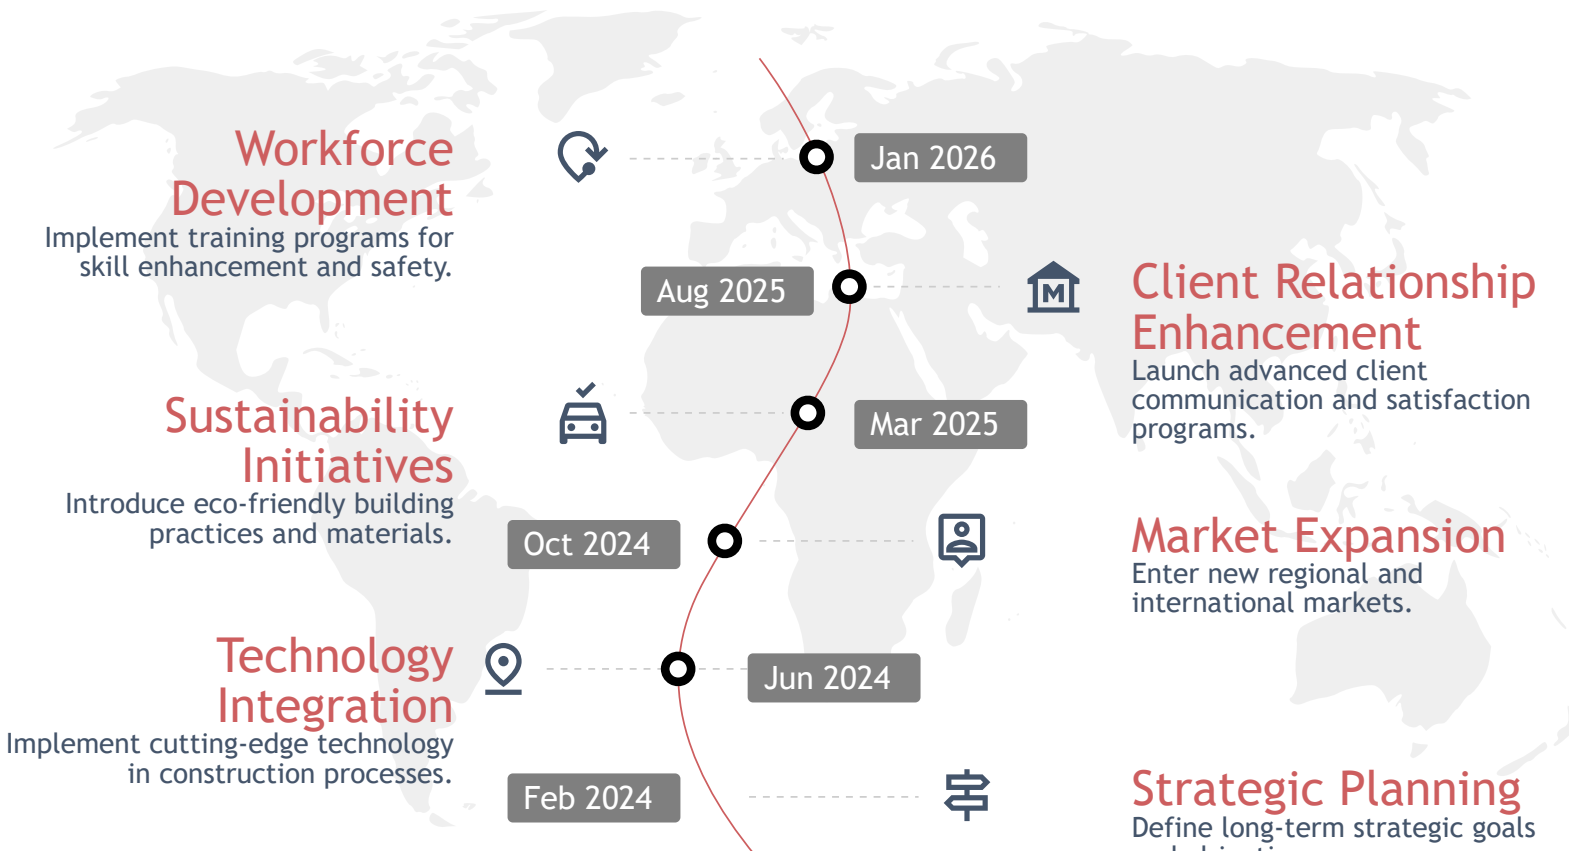 Workforce
Development
Implement training programs for
skill enhancement and safety.
Jan 2026
Aug 2025
M
Client Relationship
Enhancement
Launch advanced client
communication and satisfaction
programs.
Sustainability
Initiatives
Introduce eco-friendly building
practices and materials.
Mar 2025
Oct 2024
Market Expansion
Enter new regional and
international markets.
Technology
Integration
Implement cutting-edge technology
in construction processes.
Jun 2024
Feb 2024
Strategic Planning
Define long-term strategic goals